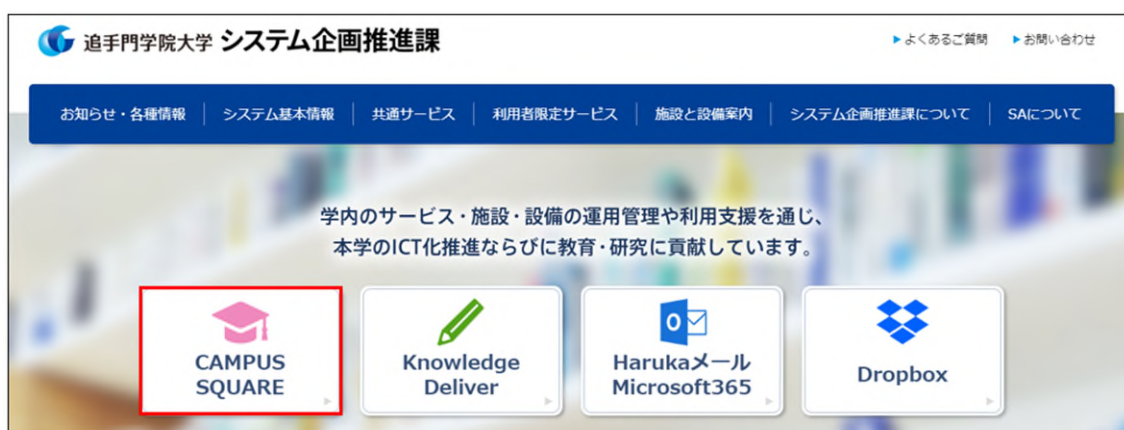 追手門学院大学 システム企画推進課
よくあるご質問 お問い合わせ
お知らせ・各種情報 システム基本情報 共通サービス 利用者限定サービス 施設と設備案内 システム企画推進課について SAについて
学内のサービス・施設・設備の運用管理や利用支援を通じ、
本学のICT化推進ならびに教育・研究に貢献しています。
CAMPUS
SQUARE
Knowledge
Deliver
Harukaメール
Microsoft365
Dropbox